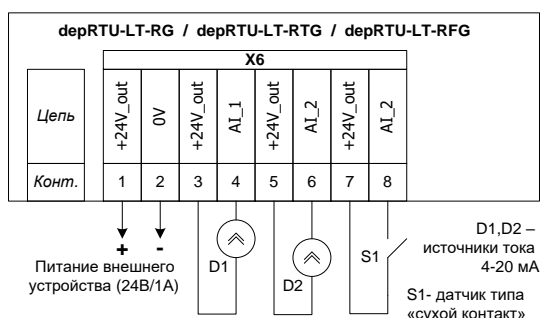 depRTU-LT-RG / depRTU-LT-RTG / depRTU-LT-RFG
X6
Цепь +24V_out 0V +24V_out AI_1 +24V_out AI_2 +24V_out AI_2
Конт. 1 2 3 4 5 6 7 8
+ -
Питание внешнего
устройства (24В/1А)
D1
D2
S1
D1,D2 –
источники тока
4-20 мА
S1- датчик типа
«сухой контакт»